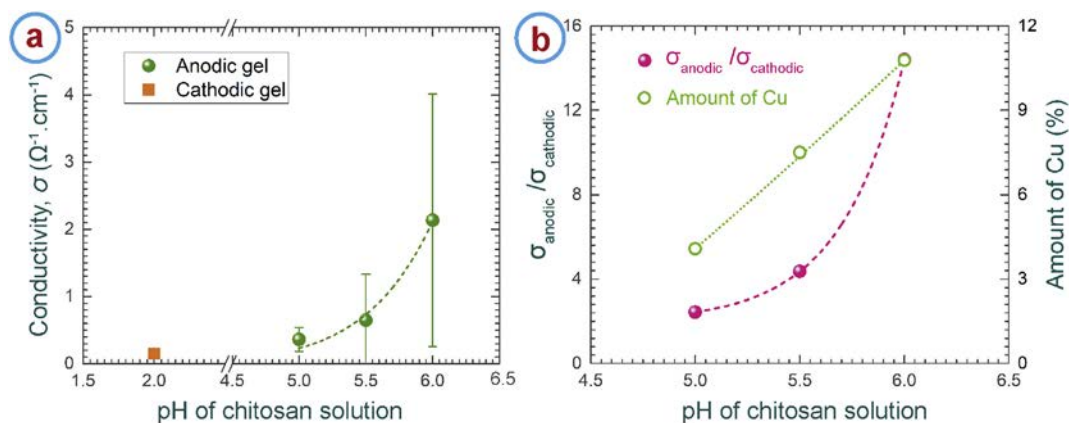 a
Conductivity, σ (Ω⁻¹.cm⁻¹)
5
4
3
2
1
0
Anodic gel
Cathodic gel
1.5 2.0 4.5 5.0 5.5 6.0 6.5
pH of chitosan solution
b
σanodic /σcathodic
16
12
8
4
0
σanodic /σcathodic
Amount of Cu
12
9
6
3
0
Amount of Cu (%)
4.5 5.0 5.5 6.0 6.5
pH of chitosan solution